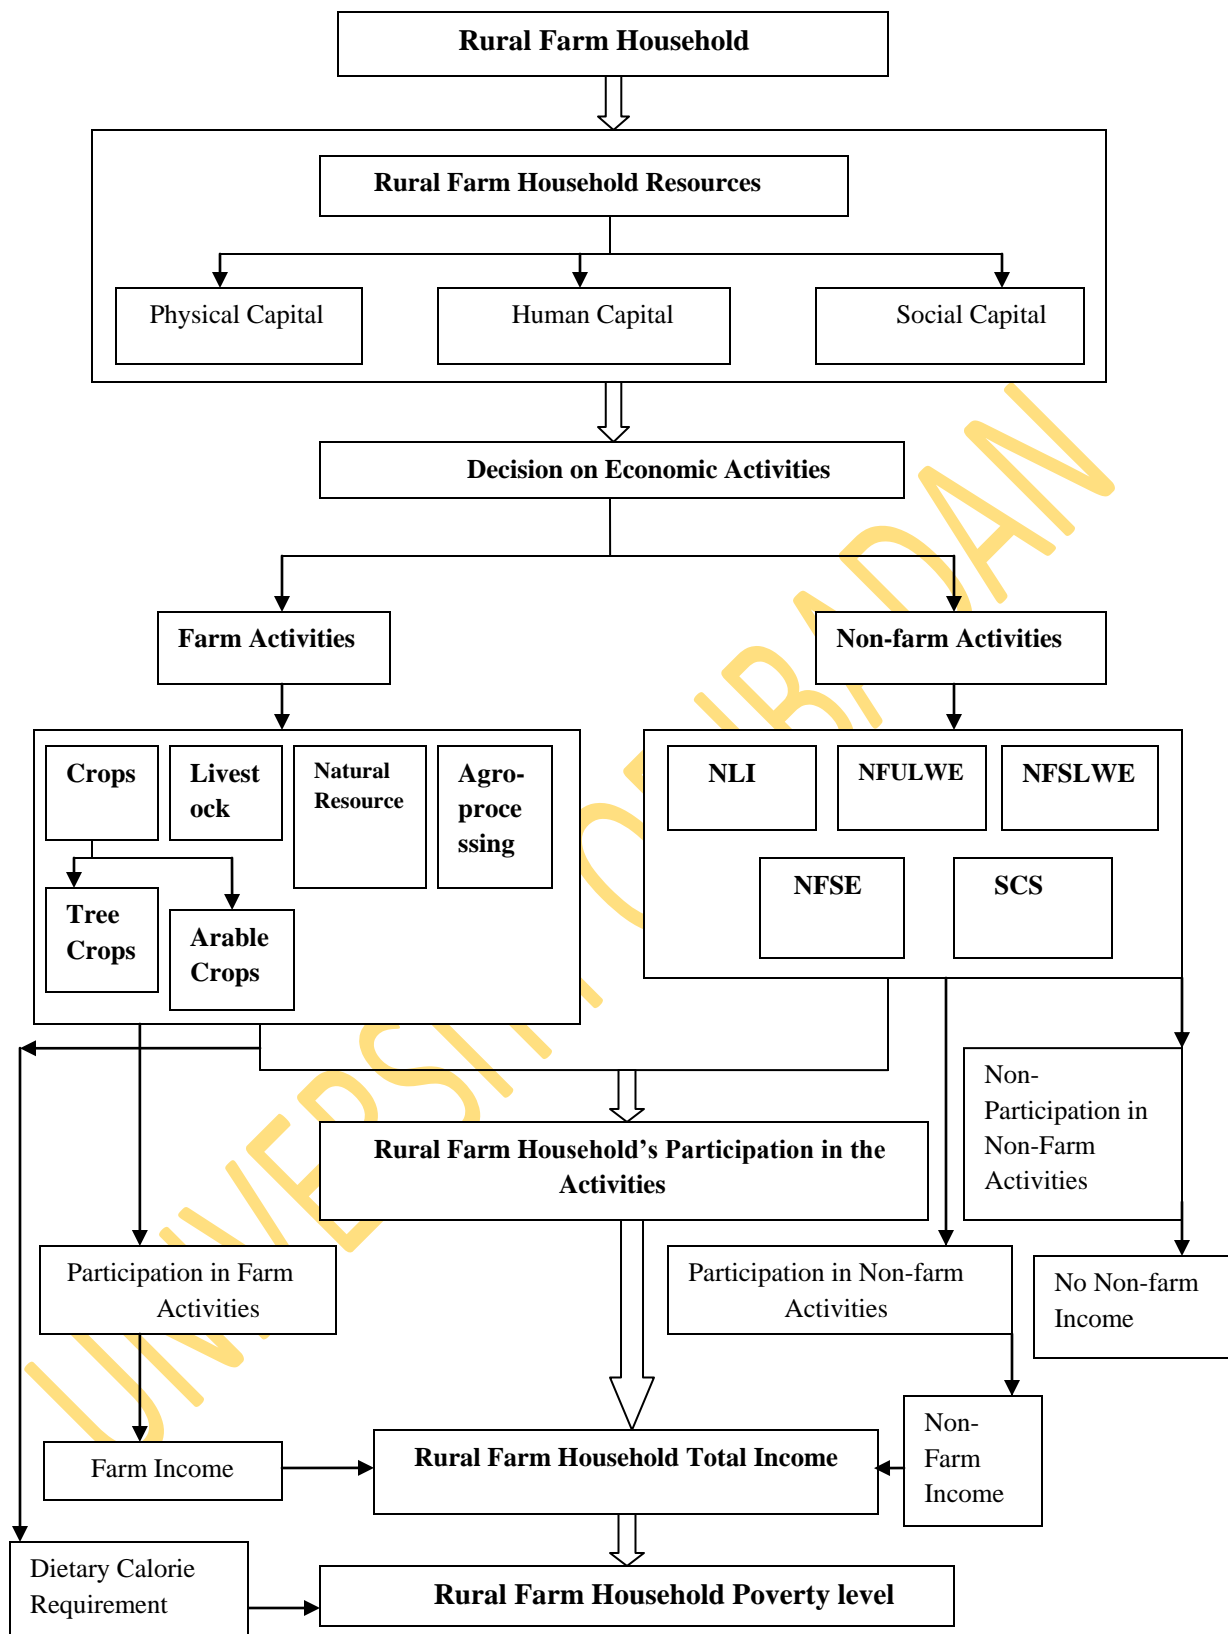 Rural Farm Household
Rural Farm Household Resources
Physical Capital
Human Capital
Social Capital
Decision on Economic Activities
Farm Activities
Non-farm Activities
Crops
Livest
ock
Natural
Resource
Agro-
proce
ssing
Tree
Crops
Arable
Crops
NLI
NFULWE
NFSLWE
NFSE
SCS
Non-
Participation in
Non-Farm
Activities
Rural Farm Household’s Participation in the
Activities
Participation in Farm
Activities
Participation in Non-farm
Activities
No Non-farm
Income
Farm Income
Rural Farm Household Total Income
Non-
Farm
Income
Dietary Calorie
Requirement
Rural Farm Household Poverty level
UNIVERSITY OF IBADAN